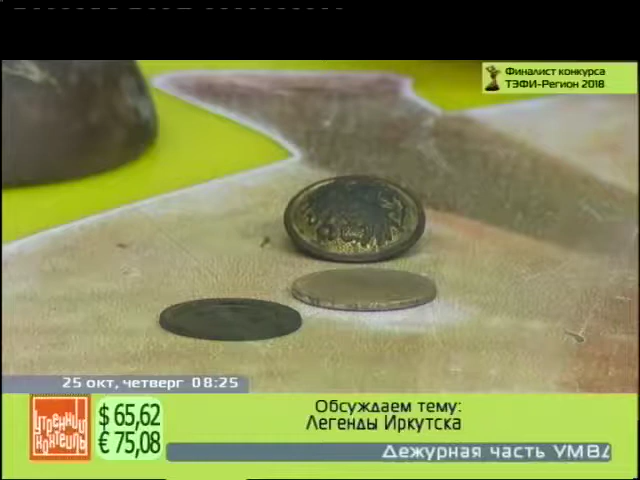 Финалист конкурса
ТЭФИ-Регион 2018
25 окт, четверг 08:25
Утренний
коктейль
$ 65,62
€ 75,08
Обсуждаем тему:
Легенды Иркутска
Дежурная часть УМВД